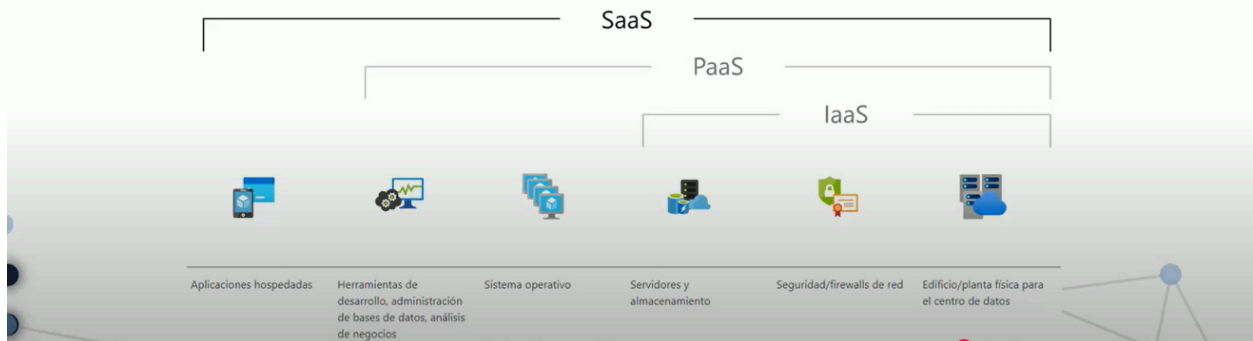 SaaS
PaaS
IaaS
Aplicaciones hospedadas
Herramientas de
desarrollo, administración
de bases de datos, análisis
de negocios
Sistema operativo
Servidores y
almacenamiento
Seguridad/firewalls de red
Edificio/planta física para
el centro de datos